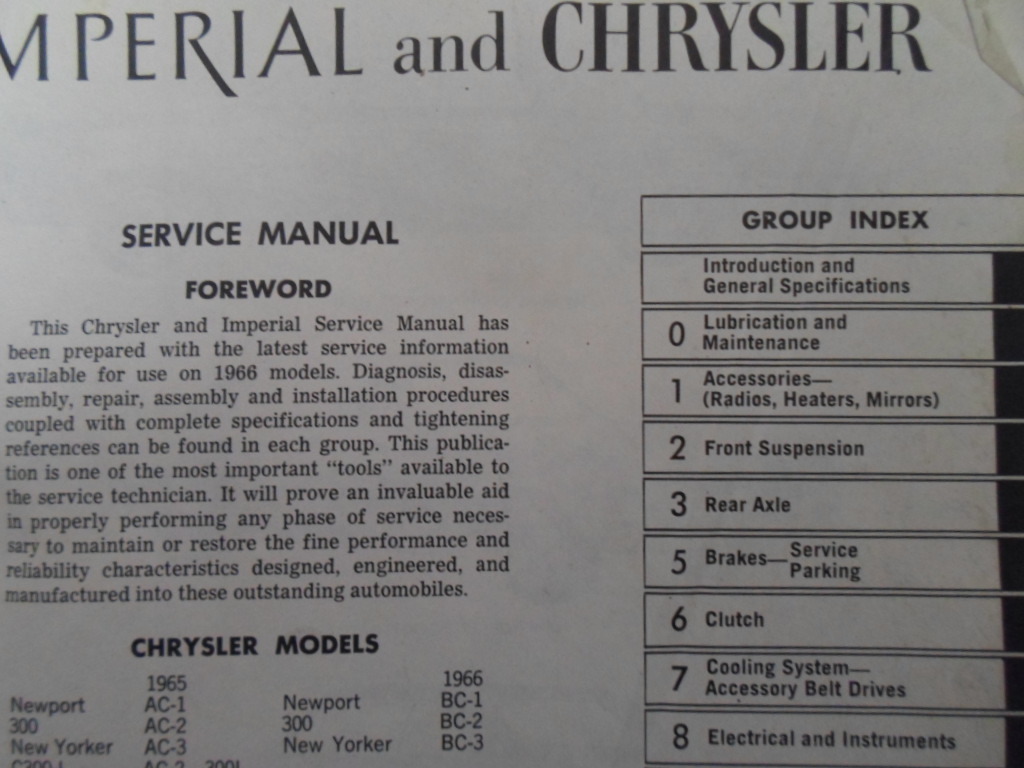 MPERIAL and CHRYSLER
SERVICE MANUAL
FOREWORD
This Chrysler and Imperial Service Manual has
been prepared with the latest service information
available for use on 1966 models. Diagnosis, disas-
sembly, repair, assembly and installation procedures
coupled with complete specifications and tightening
references can be found in each group. This publica-
tion is one of the most important “tools” available to
the service technician. It will prove an invaluable aid
in properly performing any phase of service neces-
sary to maintain or restore the fine performance and
reliability characteristics designed, engineered, and
manufactured into these outstanding automobiles.
CHRYSLER MODELS
1965 1966
Newport AC-1 Newport BC-1
300 AC-2 300 BC-2
New Yorker AC-3 New Yorker BC-3
GROUP INDEX
Introduction and
General Specifications
0 Lubrication and
Maintenance
1 Accessories—
(Radios, Heaters, Mirrors)
2 Front Suspension
3 Rear Axle
5 Brakes—Service
Parking
6 Clutch
7 Cooling System—
Accessory Belt Drives
8 Electrical and Instruments